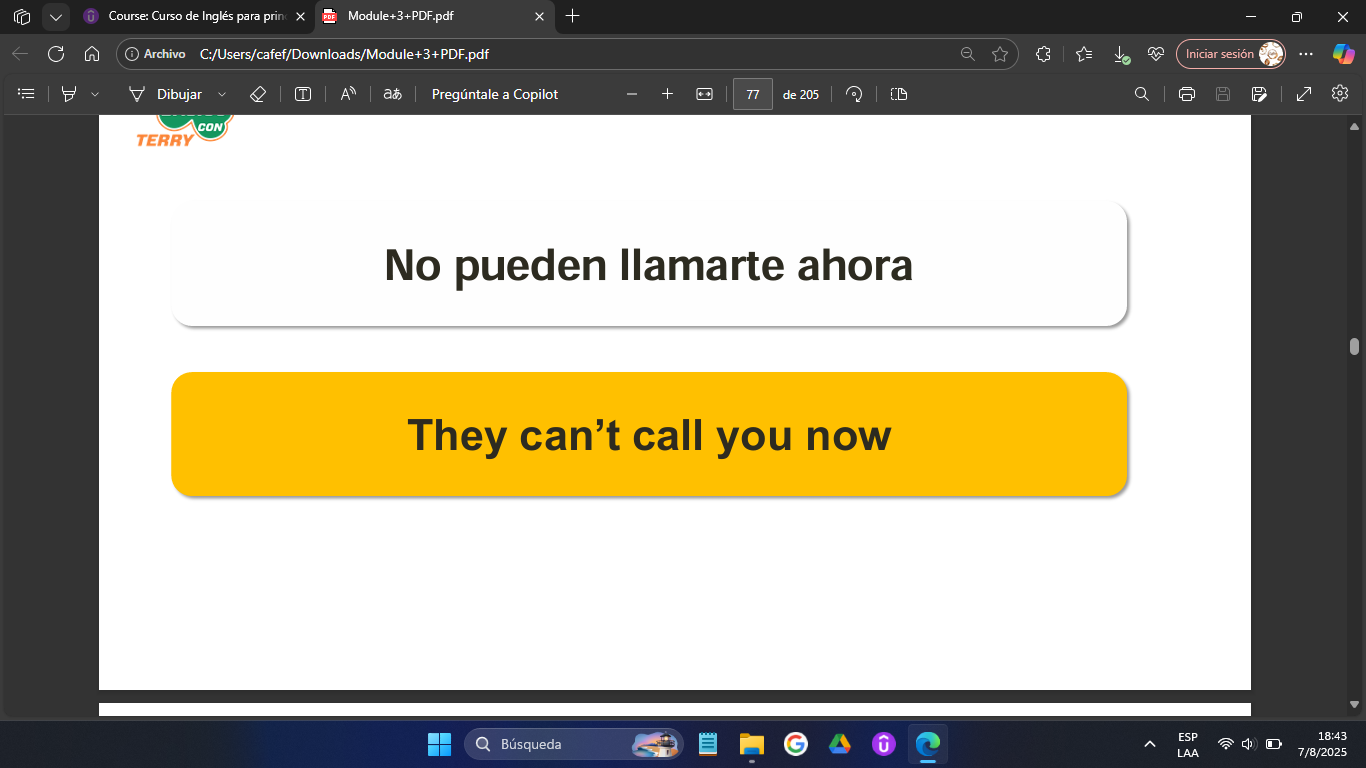 Course: Curso de Inglés para prin
Module+3+PDF.pdf
Archivo
C:/Users/cafef/Downloads/Module+3+PDF.pdf
Iniciar sesión
Dibujar
aあ
Pregúntale a Copilot
77
de 205
CON
TERRY
No pueden llamarte ahora
They can’t call you now
Búsqueda
ESP
LAA
18:43
7/8/2025